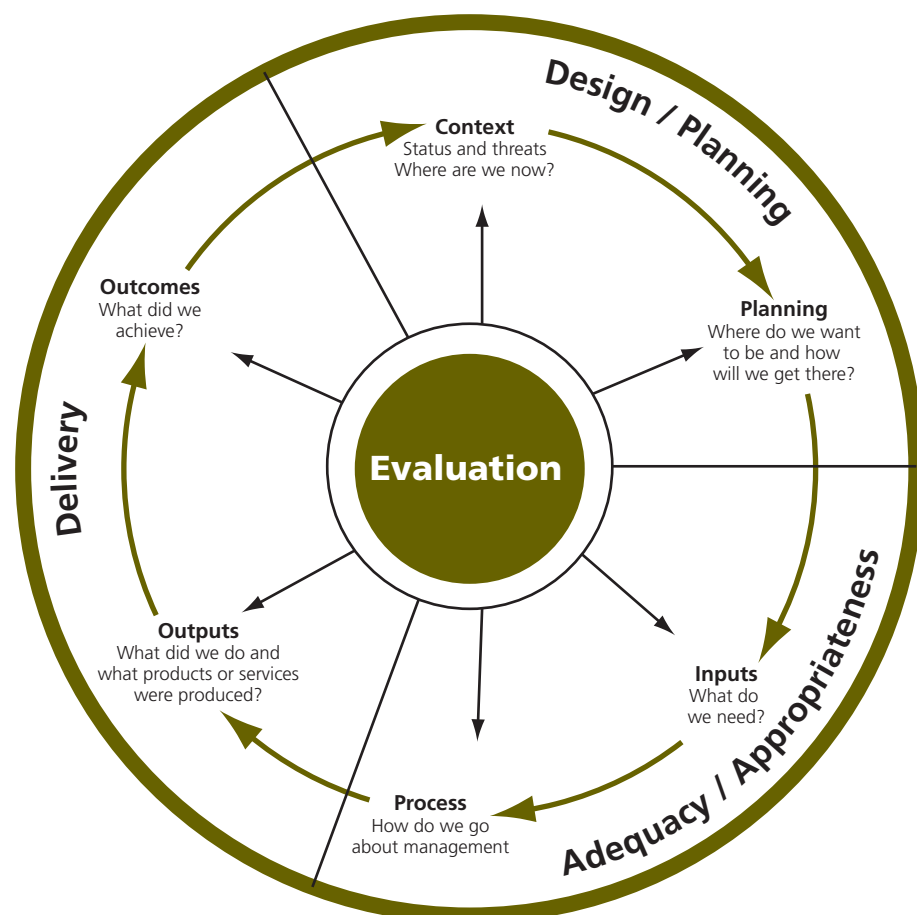 Design / Planning
Context
Status and threats
Where are we now?
Planning
Where do we want
to be and how
will we get there?
Adequacy / Appropriateness
Inputs
What do
we need?
Process
How do we go
about management
Delivery
Outputs
What did we do and
what products or services
were produced?
Outcomes
What did we
achieve?
Evaluation